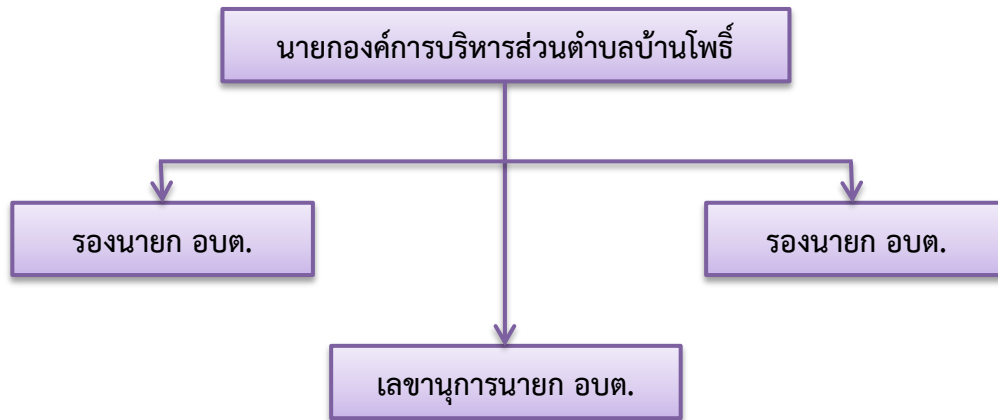 นายกองค์การบริหารส่วนตำบลบ้านโพธิ์
รองนายก อบต.
รองนายก อบต.
เลขานุการนายก อบต.